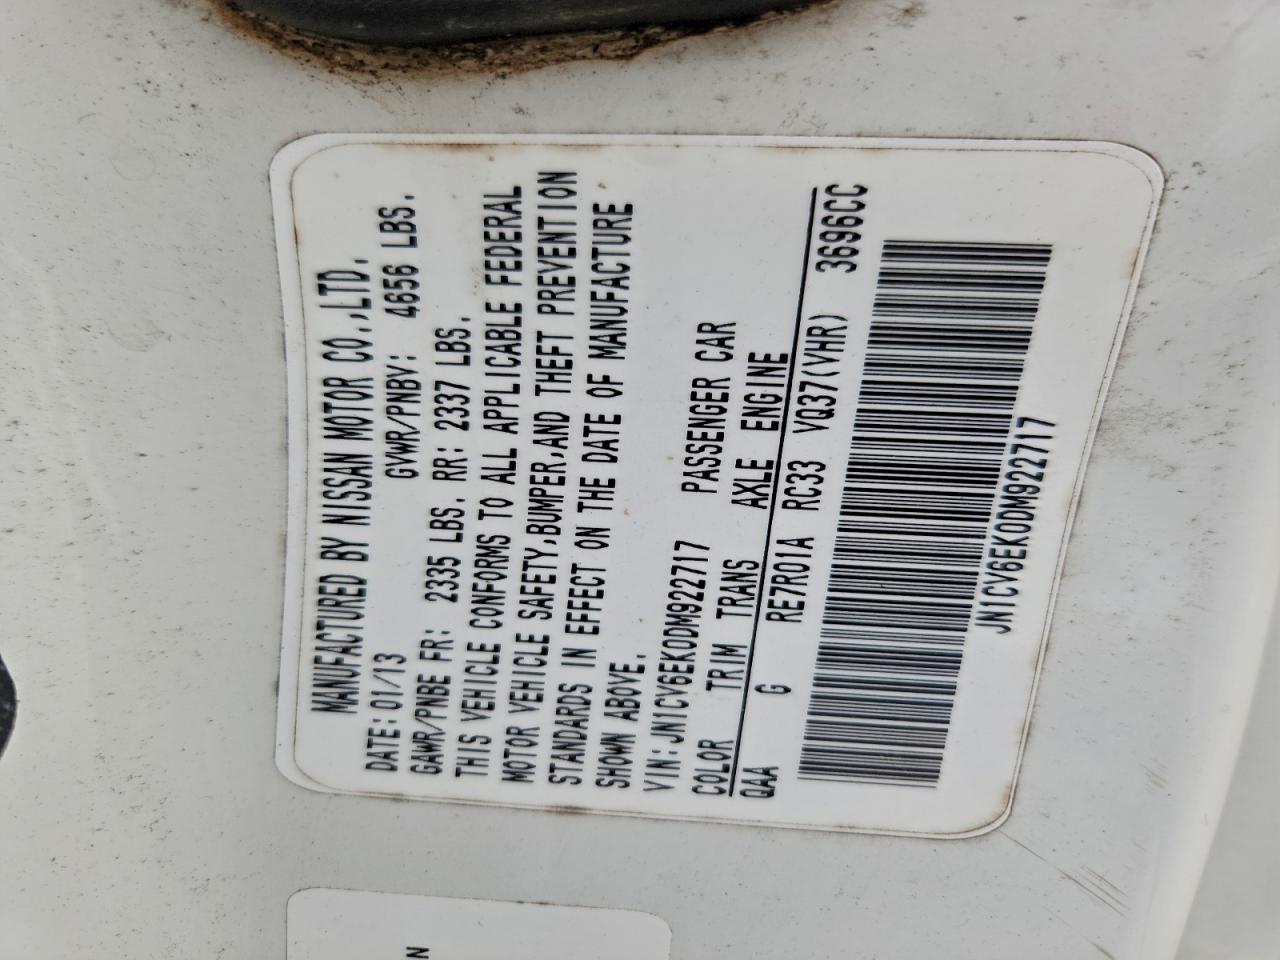 MANUFACTURED BY NISSAN MOTOR CO.,LTD.
DATE:01/13 GVWR/PNBV: 4656 LBS.
GAWR/PNBE FR: 2335 LBS. RR: 2337 LBS.
THIS VEHICLE CONFORMS TO ALL APPLICABLE FEDERAL
MOTOR VEHICLE SAFETY,BUMPER,AND THEFT PREVENTION
STANDARDS IN EFFECT ON THE DATE OF MANUFACTURE
SHOWN ABOVE.
VIN:JN1CV6EK0DM922717 PASSENGER CAR
COLOR TRIM TRANS AXLE ENGINE
QAA G RE7R01A RC33 VQ37(VHR) 3696CC
JN1CV6EK0DM922717
N